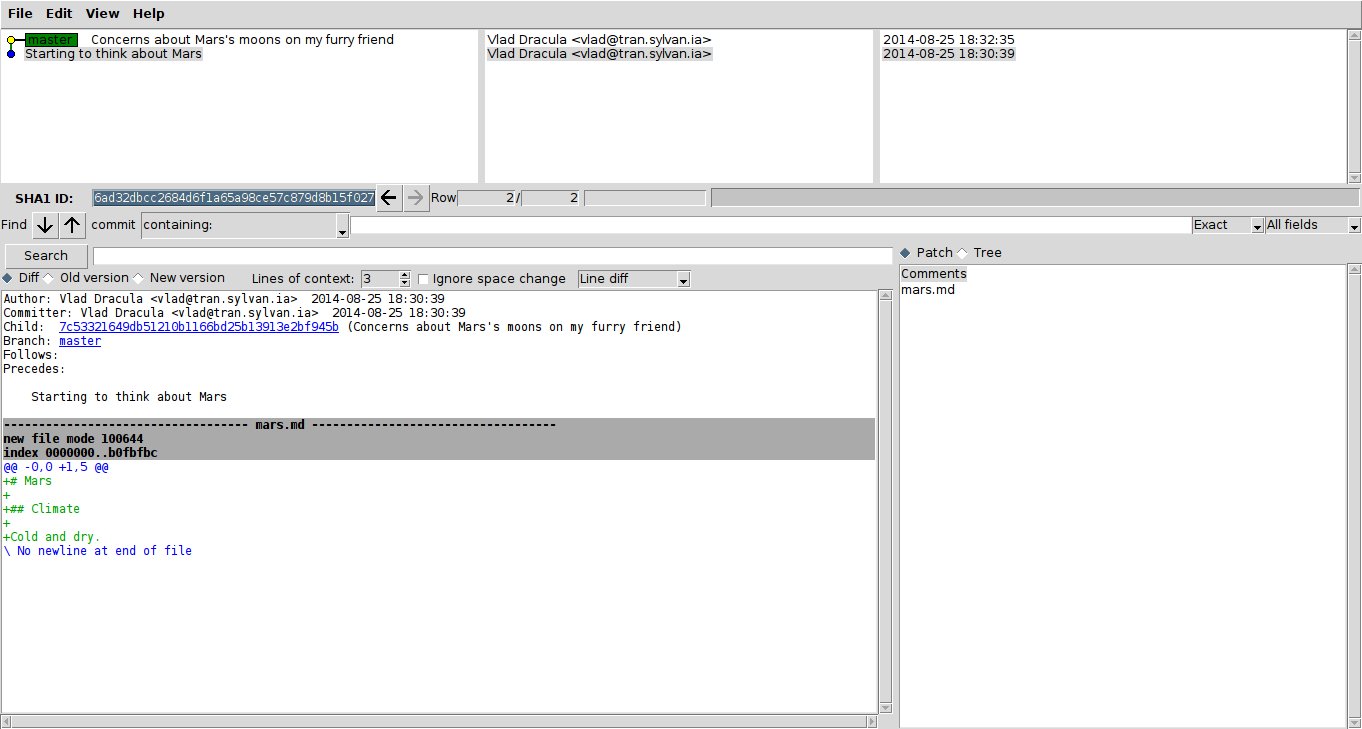 File Edit View Help
master Concerns about Mars's moons on my furry friend Vlad Dracula <vlad@tran.sylvan.ia> 2014-08-25 18:32:35
Starting to think about Mars Vlad Dracula <vlad@tran.sylvan.ia> 2014-08-25 18:30:39
SHA1 ID: 6ad32dbcc2684d6f1a65a98ce57c879d8b15f027 Row 2/ 2
Find commit containing: Exact All fields
Search Patch Tree
Diff Old version New version Lines of context: 3 Ignore space change Line diff
Comments
mars.md
Author: Vlad Dracula <vlad@tran.sylvan.ia>  2014-08-25 18:30:39
Committer: Vlad Dracula <vlad@tran.sylvan.ia>  2014-08-25 18:30:39
Child:  7c53321649db51210b1166bd25b13913e2bf945b (Concerns about Mars's moons on my furry friend)
Branch: master
Follows:
Precedes:
Starting to think about Mars
----------------------------------- mars.md -----------------------------------
new file mode 100644
index 0000000..b0fbfbc
@@ -0,0 +1,5 @@
+# Mars
+
+## Climate
+
+Cold and dry.
\ No newline at end of file